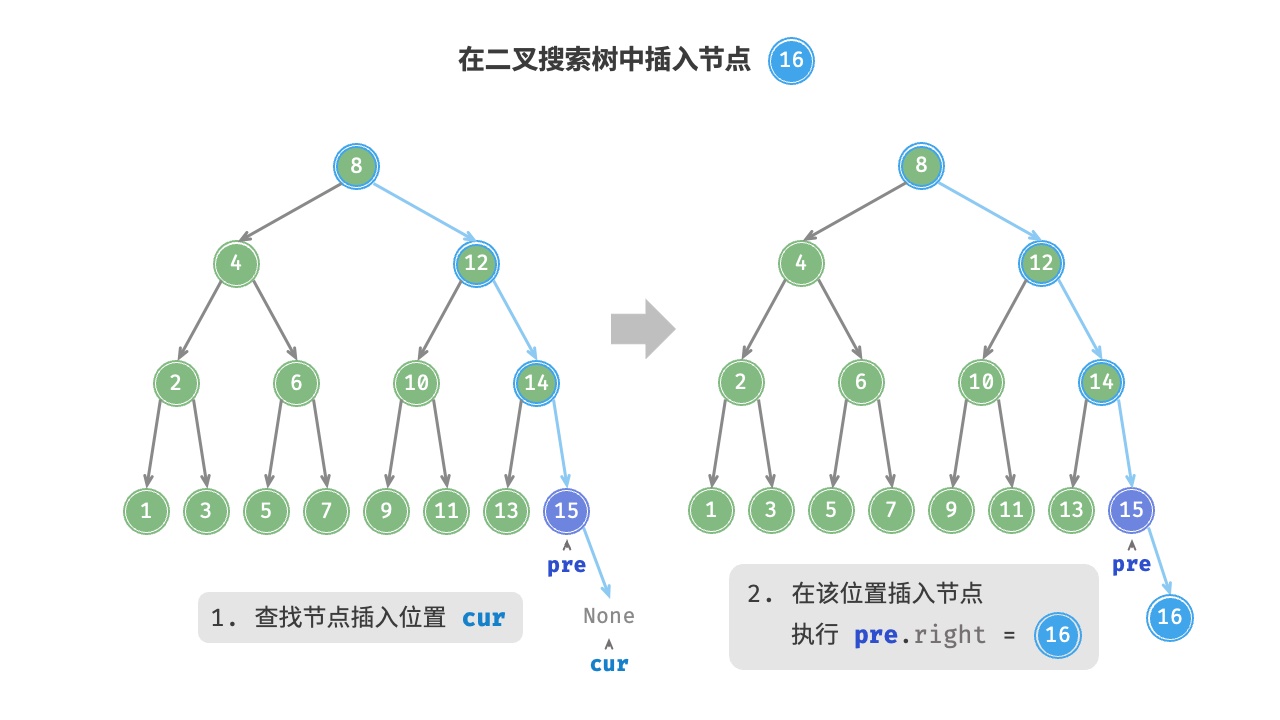 在二叉搜索树中插入节点 16
8 8
4 12 4 12
2 6 10 14 2 6 10 14
1 3 5 7 9 11 13 15 1 3 5 7 9 11 13 15
pre pre
1. 查找节点插入位置 cur
None
cur
2. 在该位置插入节点
执行 pre.right = 16
16